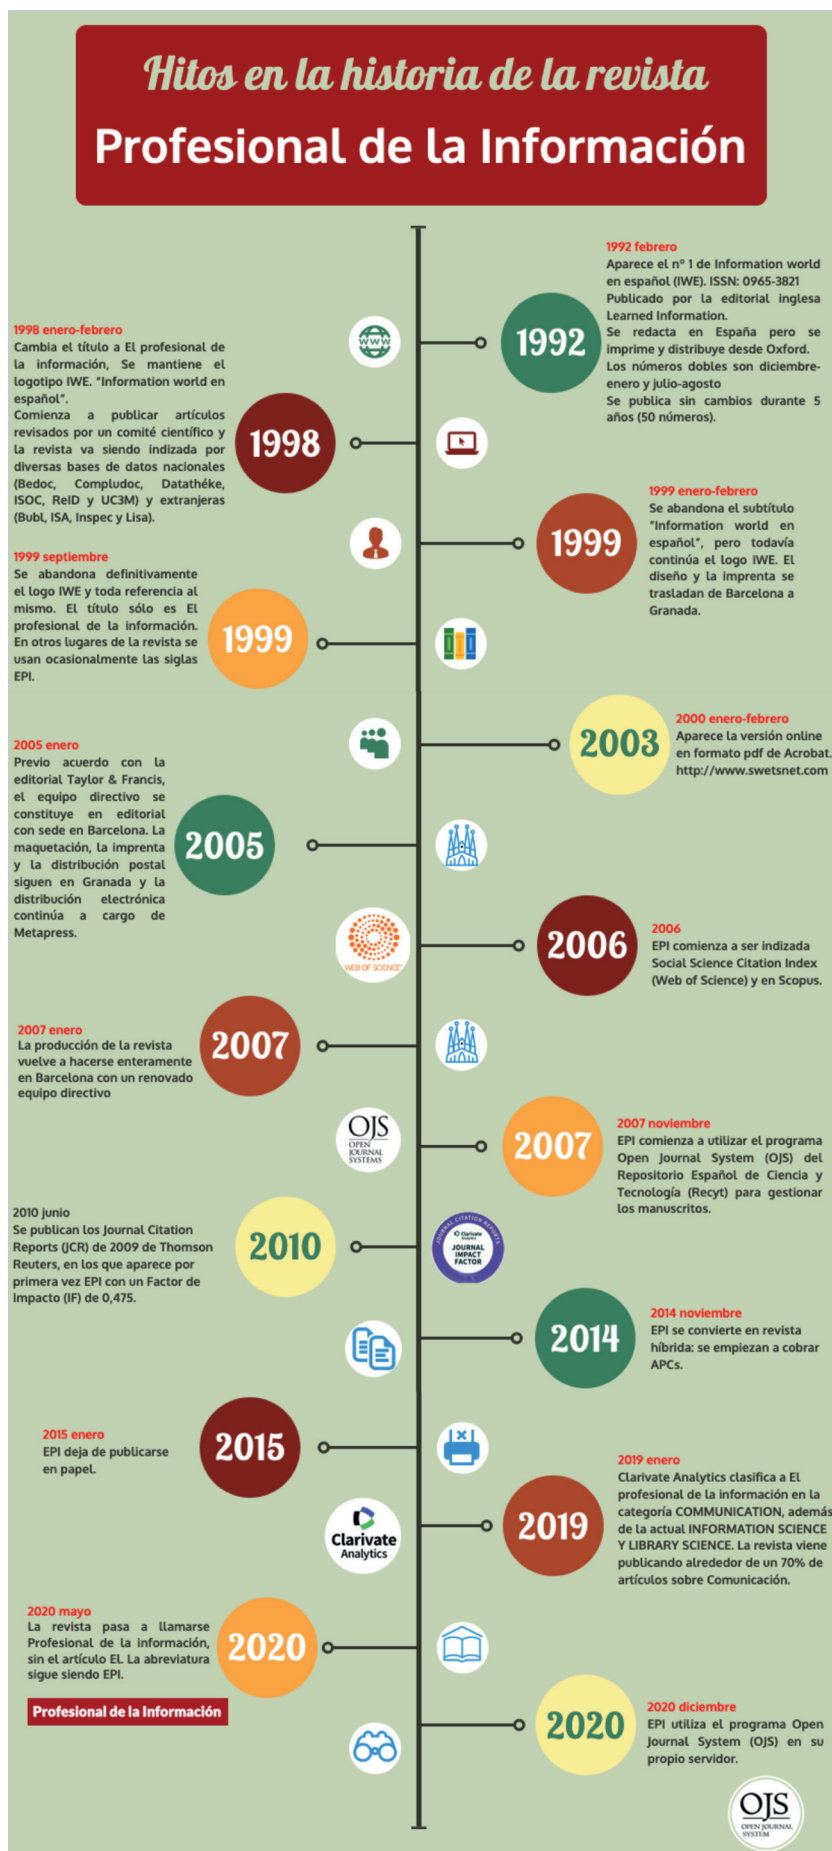 Hitos en la historia de la revista
Profesional de la Información
1992 febrero
Aparece el nº 1 de Information world
en español (IWE). ISSN: 0965-3821
Publicado por la editorial inglesa
Learned Information.
Se redacta en España pero se
imprime y distribuye desde Oxford.
Los números dobles son diciembre-
enero y julio-agosto
Se publica sin cambios durante 5
años (50 números).
1992
WWW
1998 enero-febrero
Cambia el título a El profesional de
la información, Se mantiene el
logotipo IWE. "Information world en
español".
Comienza a publicar artículos
revisados por un comité científico y
la revista va siendo indizada por
diversas bases de datos nacionales
(Bedoc, Compludoc, Datathéke,
ISOC, ReID y UC3M) y extranjeras
(Bubl, ISA, Inspec y Lisa).
1998
1999 enero-febrero
Se abandona el subtítulo
"Information world en
español", pero todavía
continúa el logo IWE. El
diseño y la imprenta se
trasladan de Barcelona a
Granada.
1999
1999 septiembre
Se abandona definitivamente
el logo IWE y toda referencia al
mismo. El título sólo es El
profesional de la información.
En otros lugares de la revista se
usan ocasionalmente las siglas
EPI.
1999
2000 enero-febrero
Aparece la versión online
en formato pdf de Acrobat.
http://www.swetsnet.com
2003
2005 enero
Previo acuerdo con la
editorial Taylor & Francis,
el equipo directivo se
constituye en editorial
con sede en Barcelona. La
maquetación, la imprenta
y la distribución postal
siguen en Granada y la
distribución electrónica
continúa a cargo de
Metapress.
2005
2006
EPI comienza a ser indizada
Social Science Citation Index
(Web of Science) y en Scopus.
2006
WEB OF SCIENCE
2007 enero
La producción de la revista
vuelve a hacerse enteramente
en Barcelona con un renovado
equipo directivo
2007
2007 noviembre
EPI comienza a utilizar el programa
Open Journal System (OJS) del
Repositorio Español de Ciencia y
Tecnología (Recyt) para gestionar
los manuscritos.
2007
OJS
OPEN
JOURNAL
SYSTEMS
2010 junio
Se publican los Journal Citation
Reports (JCR) de 2009 de Thomson
Reuters, en los que aparece por
primera vez EPI con un Factor de
Impacto (IF) de 0,475.
2010
JOURNAL CITATION REPORTS
Clarivate
Analytics
JOURNAL
IMPACT
FACTOR
2014 noviembre
EPI se convierte en revista
híbrida: se empiezan a cobrar
APCs.
2014
2015 enero
EPI deja de publicarse
en papel.
2015
2019 enero
Clarivate Analytics clasifica a El
profesional de la información en la
categoría COMMUNICATION, además
de la actual INFORMATION SCIENCE
Y LIBRARY SCIENCE. La revista viene
publicando alrededor de un 70% de
artículos sobre Comunicación.
2019
Clarivate
Analytics
2020 mayo
La revista pasa a llamarse
Profesional de la información,
sin el artículo El. La abreviatura
sigue siendo EPI.
2020
Profesional de la Información
2020 diciembre
EPI utiliza el programa Open
Journal System (OJS) en su
propio servidor.
2020
OJS
OPEN JOURNAL
SYSTEM